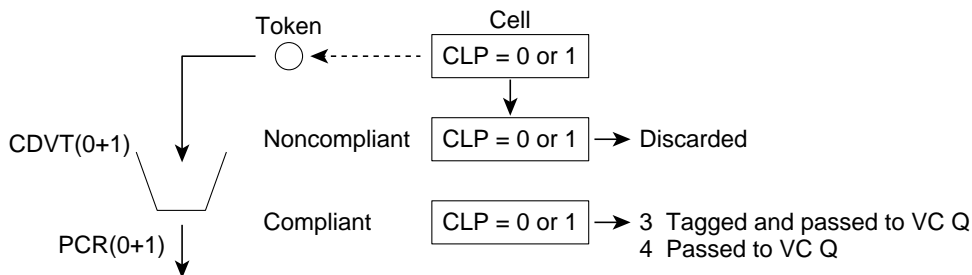 Cell
Token
CLP = 0 or 1
CDVT(0+1)
Noncompliant
CLP = 0 or 1
Discarded
Compliant
CLP = 0 or 1
3 Tagged and passed to VC Q
4 Passed to VC Q
PCR(0+1)